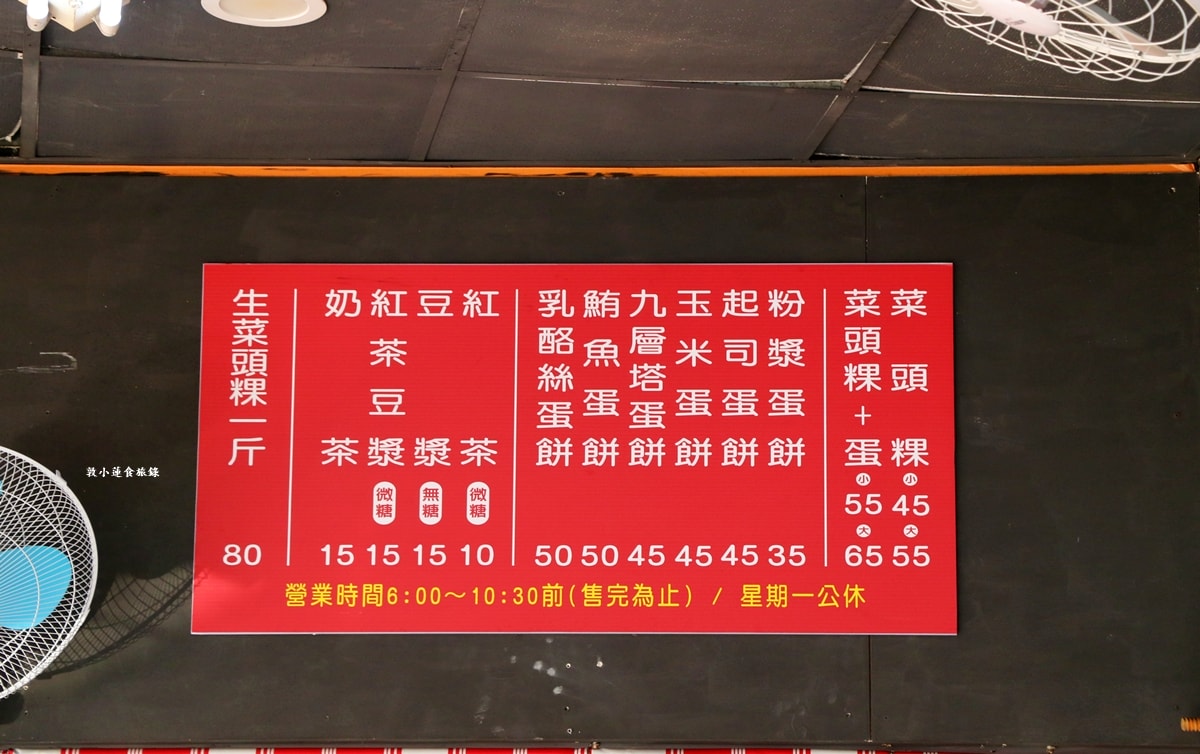 菜頭粿 小45 大55
菜頭粿+蛋 小55 大65
粉漿蛋餅 35
起司蛋餅 45
玉米蛋餅 45
九層塔蛋餅 45
鮪魚蛋餅 50
乳酪絲蛋餅 50
紅茶 微糖 10
豆漿 無糖 15
紅茶豆漿 微糖 15
奶茶 15
生菜頭粿一斤 80
營業時間6:00～10:30前(售完為止) / 星期一公休
敦小蓮食旅錄